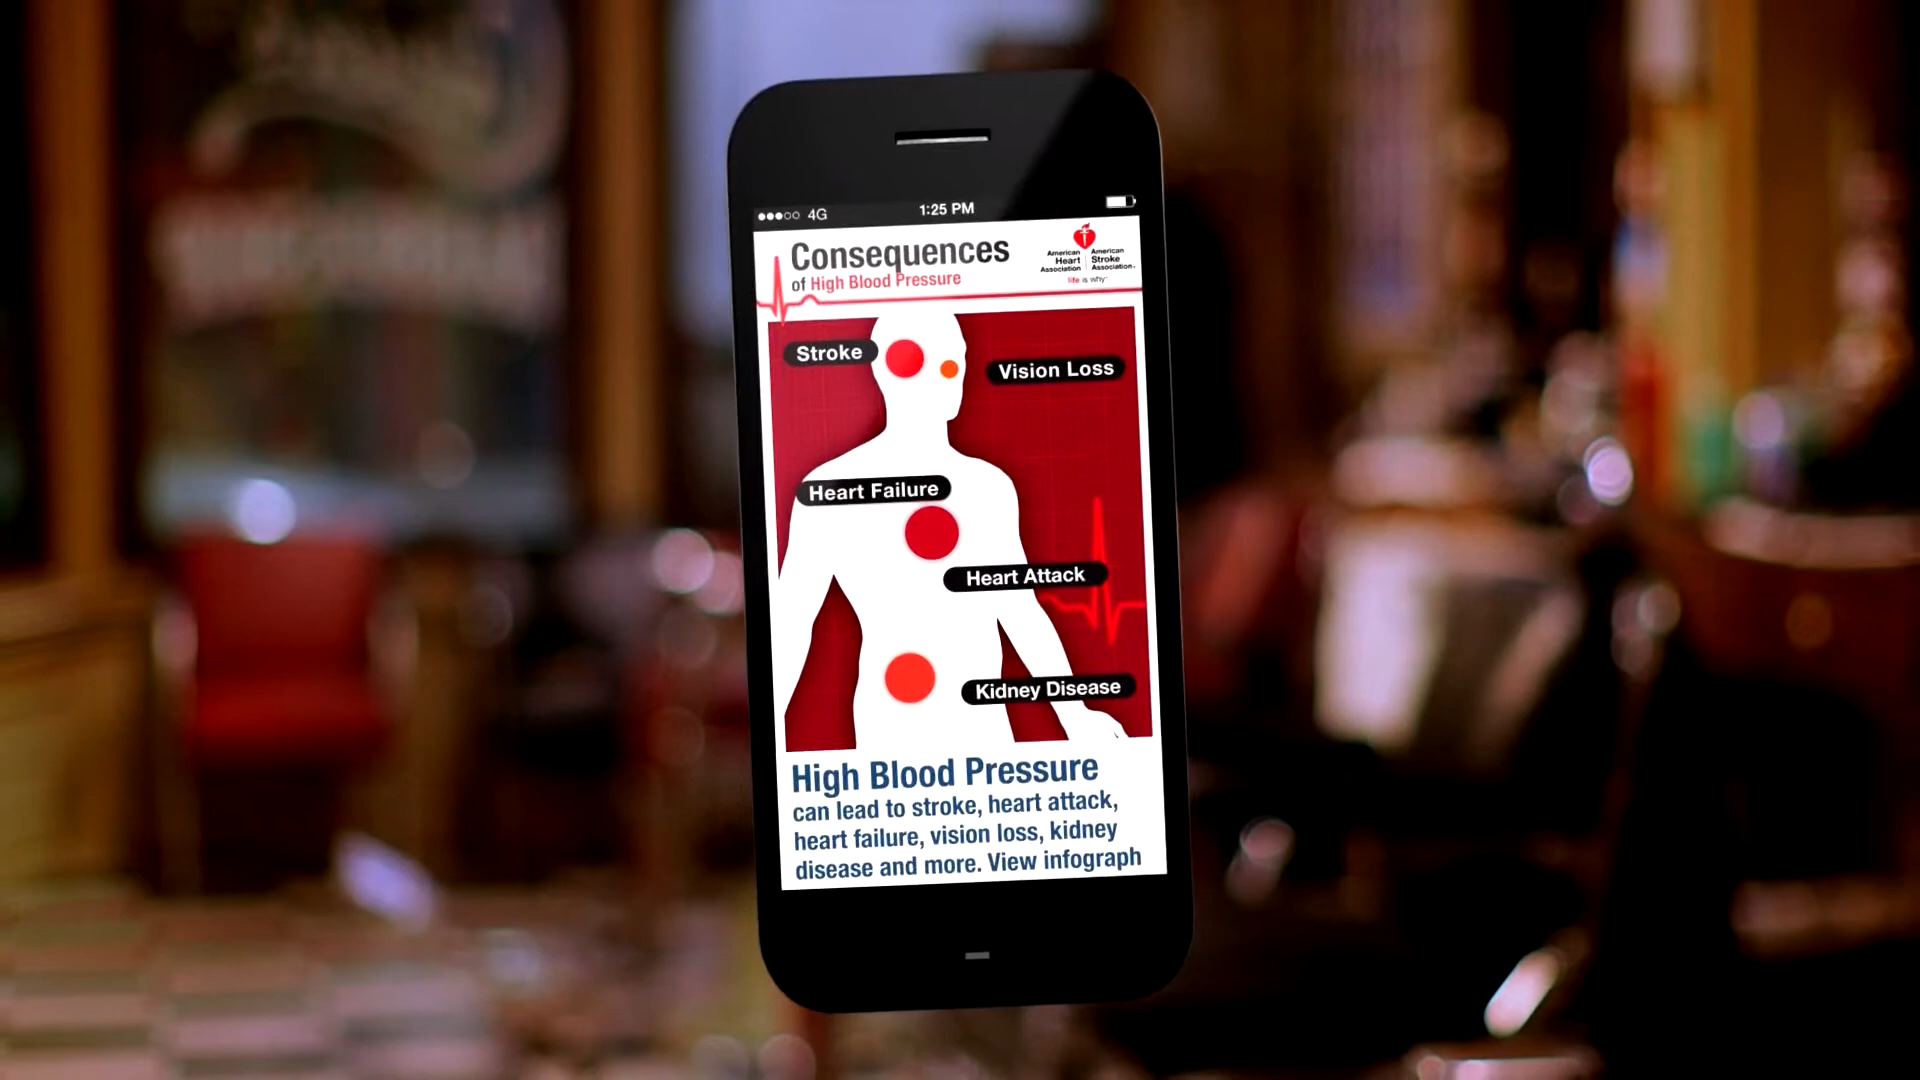 4G
1:25 PM
Consequences
of High Blood Pressure
American Heart Association
American Stroke Association
life is why™
Stroke
Vision Loss
Heart Failure
Heart Attack
Kidney Disease
High Blood Pressure
can lead to stroke, heart attack,
heart failure, vision loss, kidney
disease and more. View infograph